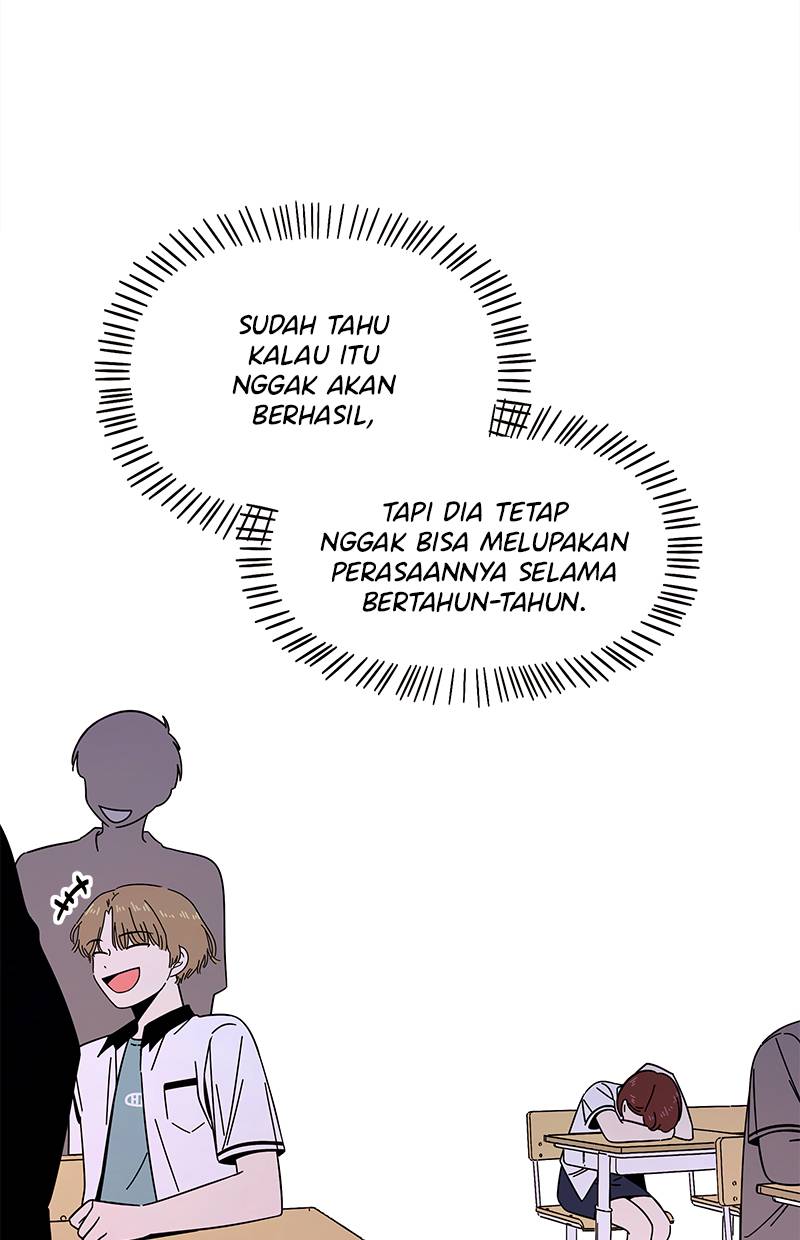 SUDAH TAHU
KALAU ITU
NGGAK AKAN
BERHASIL,
TAPI DIA TETAP
NGGAK BISA MELUPAKAN
PERASAANNYA SELAMA
BERTAHUN-TAHUN.